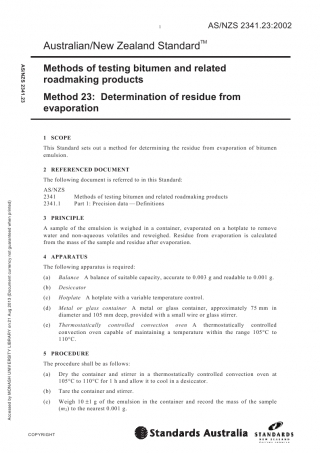 1
AS/NZS 2341.23:2002
Australian/New Zealand Standard™
Methods of testing bitumen and related
roadmaking products
Method 23: Determination of residue from
evaporation
AS/NZS 2341.23
1 SCOPE
This Standard sets out a method for determining the residue from evaporation of bitumen
emulsion.
2 REFERENCED DOCUMENT
The following document is referred to in this Standard:
AS/NZS
2341 Methods of testing bitumen and related roadmaking products
2341.1 Part 1: Precision data—Definitions
3 PRINCIPLE
A sample of the emulsion is weighed in a container, evaporated on a hotplate to remove
water and non-aqueous volatiles and reweighed. Residue from evaporation is calculated
from the mass of the sample and residue after evaporation.
4 APPARATUS
The following apparatus is required:
(a) Balance A balance of suitable capacity, accurate to 0.003 g and readable to 0.001 g.
(b) Desiccator
(c) Hotplate A hotplate with a variable temperature control.
(d) Metal or glass container A metal or glass container, approximately 75 mm in
diameter and 105 mm deep, provided with a small wire or glass stirrer.
(e) Thermostatically controlled convection oven A thermostatically controlled
convection oven capable of maintaining a temperature within the range 105°C to
110°C.
5 PROCEDURE
The procedure shall be as follows:
(a) Dry the container and stirrer in a thermostatically controlled convection oven at
105°C to 110°C for 1 h and allow it to cool in a desiccator.
(b) Tare the container and stirrer.
(c) Weigh 10 ±1 g of the emulsion in the container and record the mass of the sample
(m₁) to the nearest 0.001 g.
Accessed by MONASH UNIVERSITY LIBRARY on 21 Aug 2013 (Document currency not guaranteed when printed)
COPYRIGHT
Standards Australia
STANDARDS
NEW ZEALAND